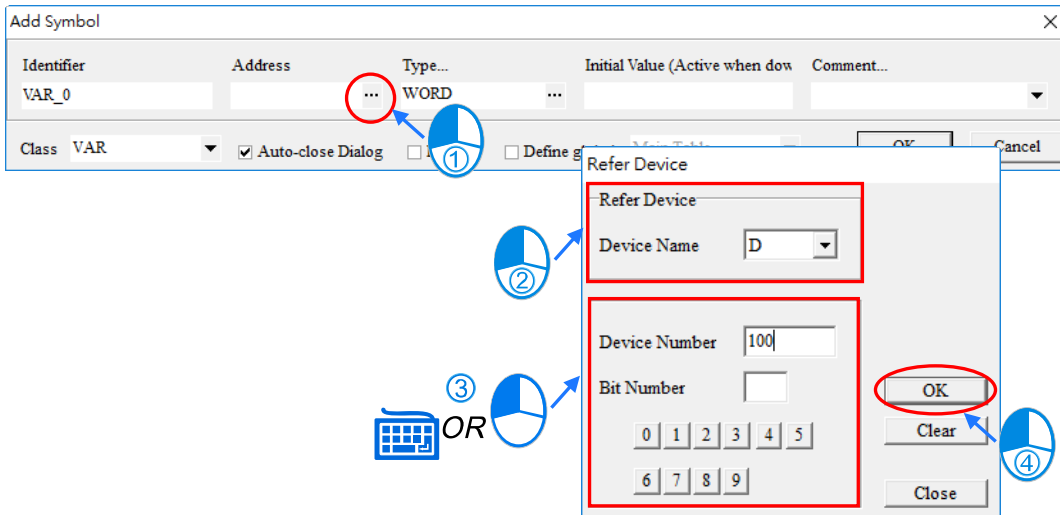 Add Symbol
Identifier Address Type... Initial Value (Active when dow Comment...
VAR_0 ... WORD ...
Class VAR Auto-close Dialog Define OK Cancel
①
Refer Device
Refer Device
Device Name D
②
Device Number 100
③ Bit Number
OR
OK
0 1 2 3 4 5 Clear
④
6 7 8 9
Close